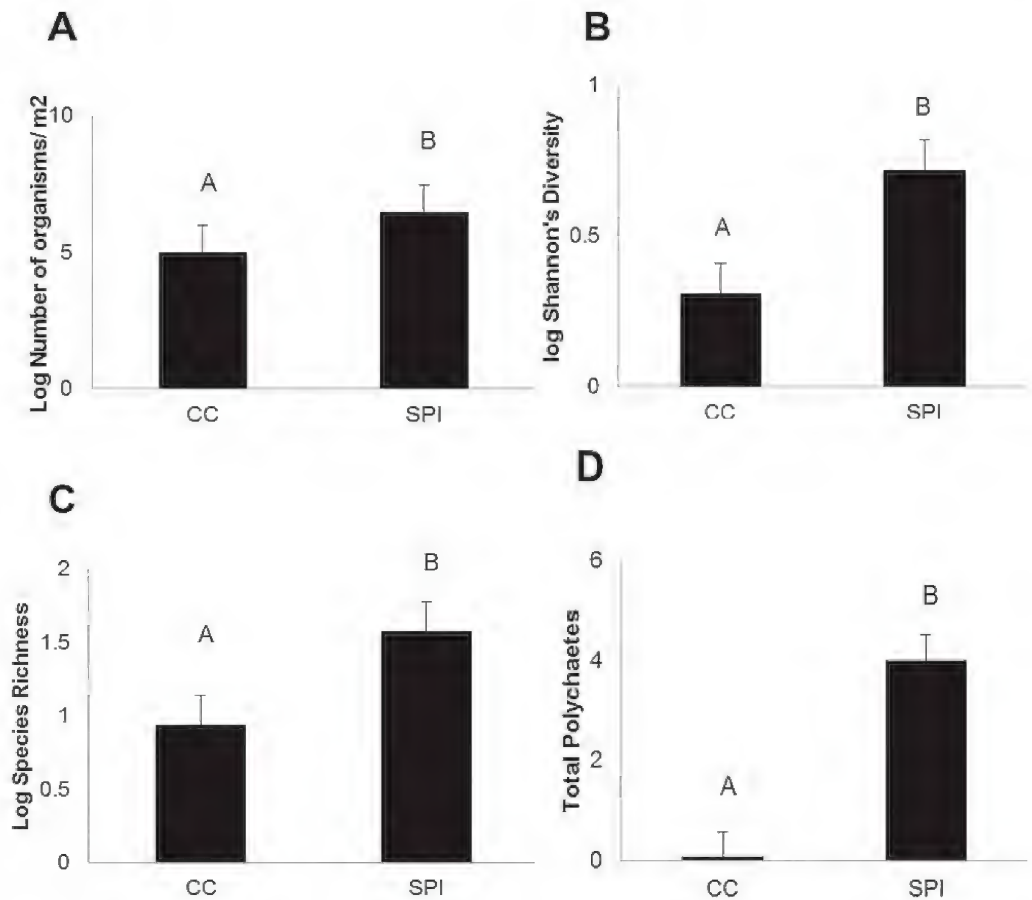 A
Log Number of organisms/m2
10
5
0
A
B
CC
SPI
B
log Shannon's Diversity
1
0.5
0
A
B
CC
SPI
C
Log Species Richness
2
1.5
1
0.5
0
A
B
CC
SPI
D
Total Polychaetes
6
4
2
0
A
B
CC
SPI